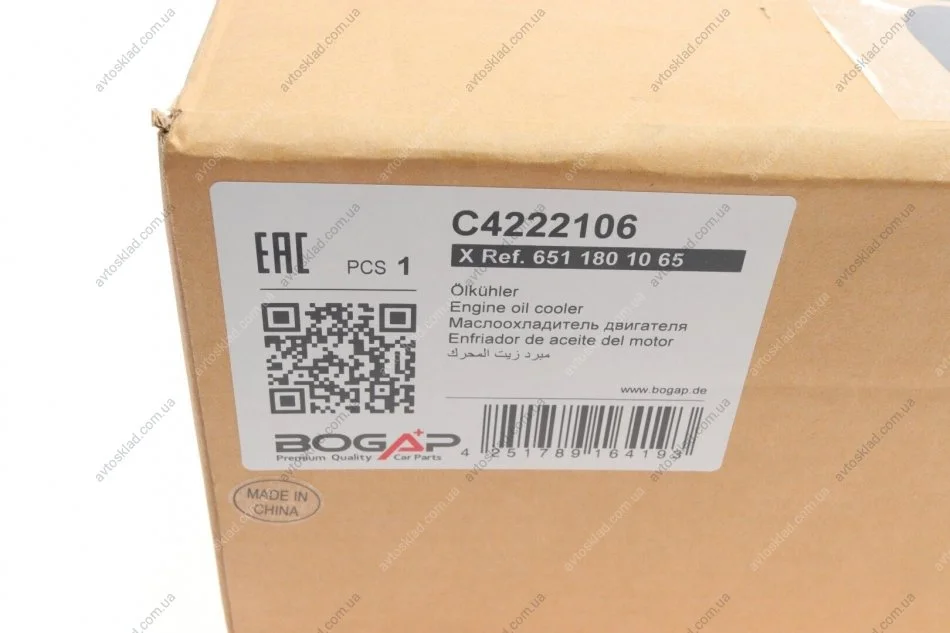 C4222106
X Ref. 651 180 10 65
EAC
PCS 1
Ölkühler
Engine oil cooler
Маслоохладитель двигателя
Enfriador de aceite del motor
مبرد زيت المحرك
www.bogap.de
BOGAP
Premium Quality Car Parts
4 251789 164193
MADE IN
CHINA
avtosklad.com.ua